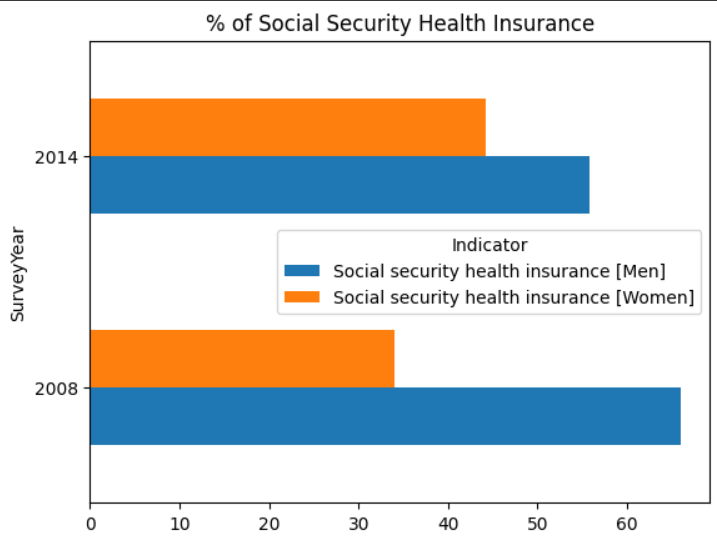 % of Social Security Health Insurance
SurveyYear
2014
2008
Indicator
Social security health insurance [Men]
Social security health insurance [Women]
0 10 20 30 40 50 60